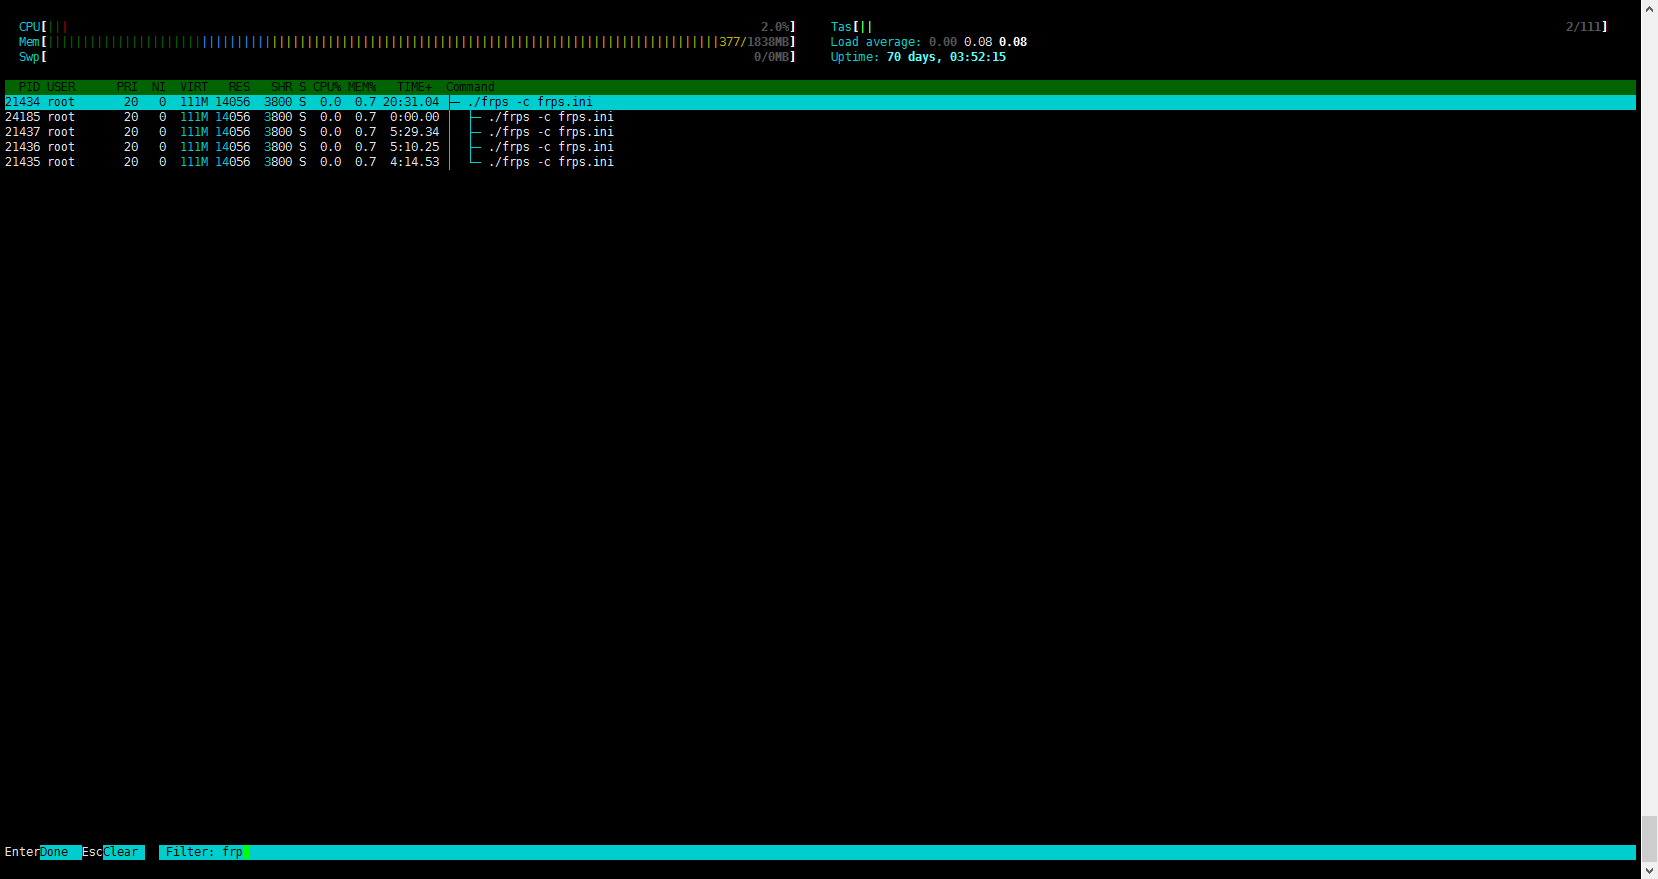 CPU[||| 2.0%] Tas[|| 2/111]
Mem[||||||||||||||||||||||||||||||||||||||||||||||||||||||||||||||||||||||||||||||||||||||||||||||||377/1838MB] Load average: 0.00 0.08 0.08
Swp[ 0/0MB] Uptime: 70 days, 03:52:15
PID USER PRI NI VIRT RES SHR S CPU% MEM% TIME+ Command
21434 root 20 0 111M 14056 3800 S 0.0 0.7 20:31.04 ├─ ./frps -c frps.ini
24185 root 20 0 111M 14056 3800 S 0.0 0.7 0:00.00 │ ├─ ./frps -c frps.ini
21437 root 20 0 111M 14056 3800 S 0.0 0.7 5:29.34 │ ├─ ./frps -c frps.ini
21436 root 20 0 111M 14056 3800 S 0.0 0.7 5:10.25 │ ├─ ./frps -c frps.ini
21435 root 20 0 111M 14056 3800 S 0.0 0.7 4:14.53 │ └─ ./frps -c frps.ini
EnterDone EscClear Filter: frp